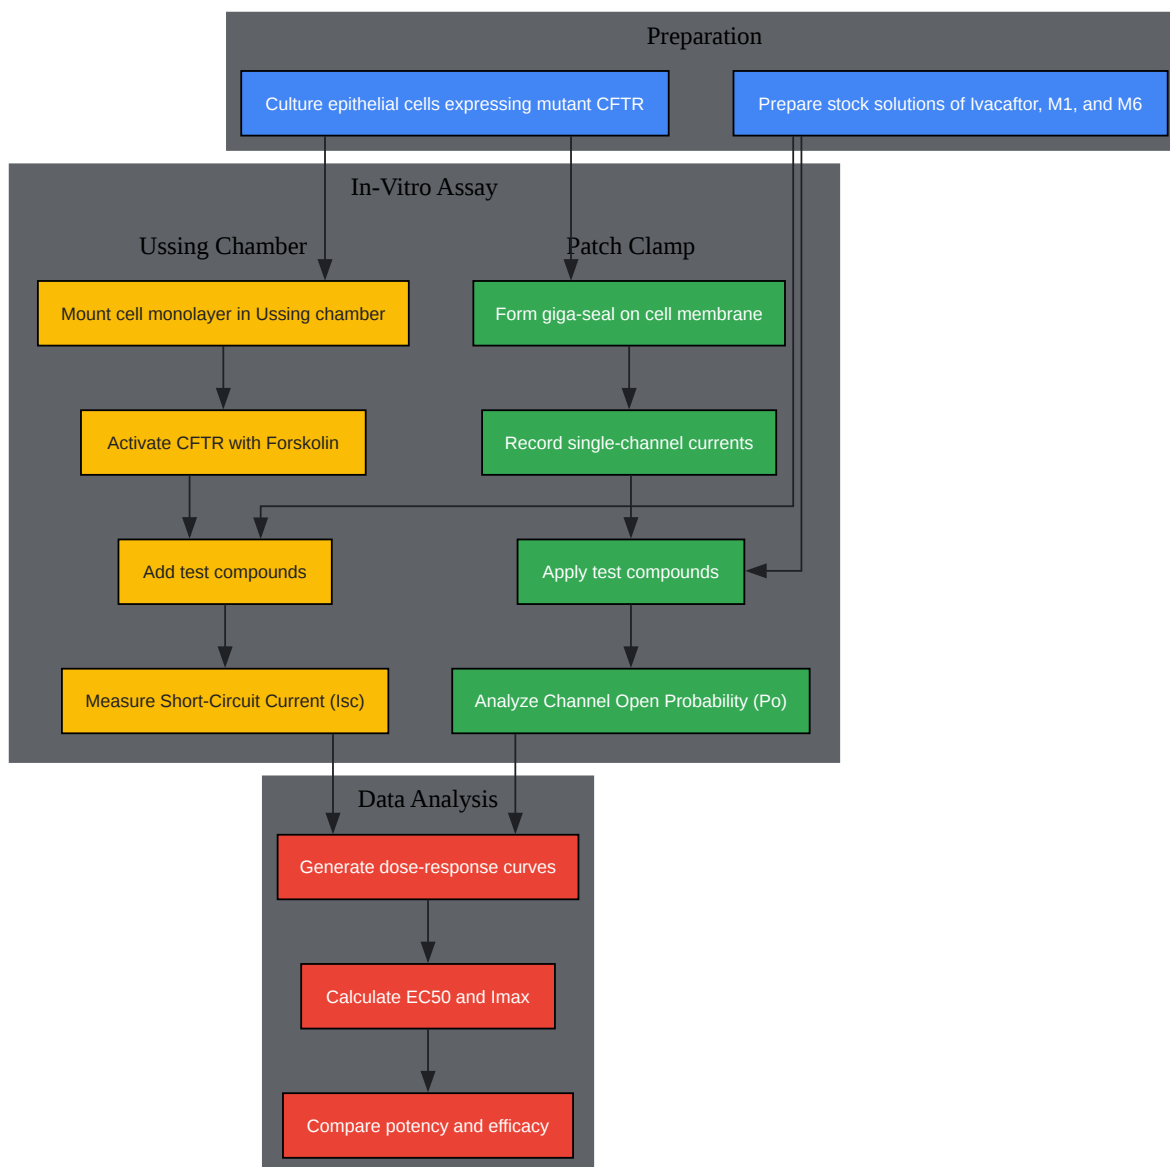 Preparation
Culture epithelial cells expressing mutant CFTR
Prepare stock solutions of Ivacaftor, M1, and M6
In-Vitro Assay
Ussing Chamber
Patch Clamp
Mount cell monolayer in Ussing chamber
Form giga-seal on cell membrane
Activate CFTR with Forskolin
Record single-channel currents
Add test compounds
Apply test compounds
Measure Short-Circuit Current (Isc)
Analyze Channel Open Probability (Po)
Data Analysis
Generate dose-response curves
Calculate EC50 and Imax
Compare potency and efficacy